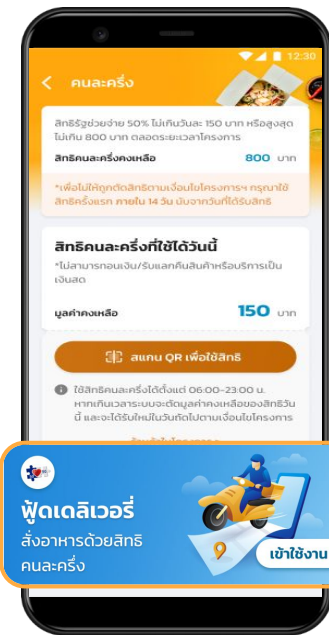 12:30
คนละครึ่ง
สิทธิรัฐช่วยจ่าย 50% ไม่เกินวันละ 150 บาท หรือสูงสุด
ไม่เกิน 800 บาท ตลอดระยะเวลาโครงการ
สิทธิคนละครึ่งคงเหลือ 800 บาท
*เพื่อไม่ให้ถูกตัดสิทธิตามเงื่อนไขโครงการฯ กรุณาใช้
สิทธิครั้งแรก ภายใน 14 วัน นับจากวันที่ได้รับสิทธิ
สิทธิคนละครึ่งที่ใช้ได้วันนี้
*ไม่สามารถทอนเงิน/รับแลกคืนสินค้าหรือบริการเป็น
เงินสด
มูลค่าคงเหลือ 150 บาท
สแกน QR เพื่อใช้สิทธิ
ใช้สิทธิคนละครึ่งได้ตั้งแต่ 06:00-23:00 น.
หากเกินเวลาระบบจะตัดมูลค่าคงเหลือของสิทธิวัน
นี้ และจะได้รับใหม่ในวันถัดไปตามเงื่อนไขโครงการ
ฟู้ดเดลิเวอรี่
สั่งอาหารด้วยสิทธิ
คนละครึ่ง
เข้าใช้งาน